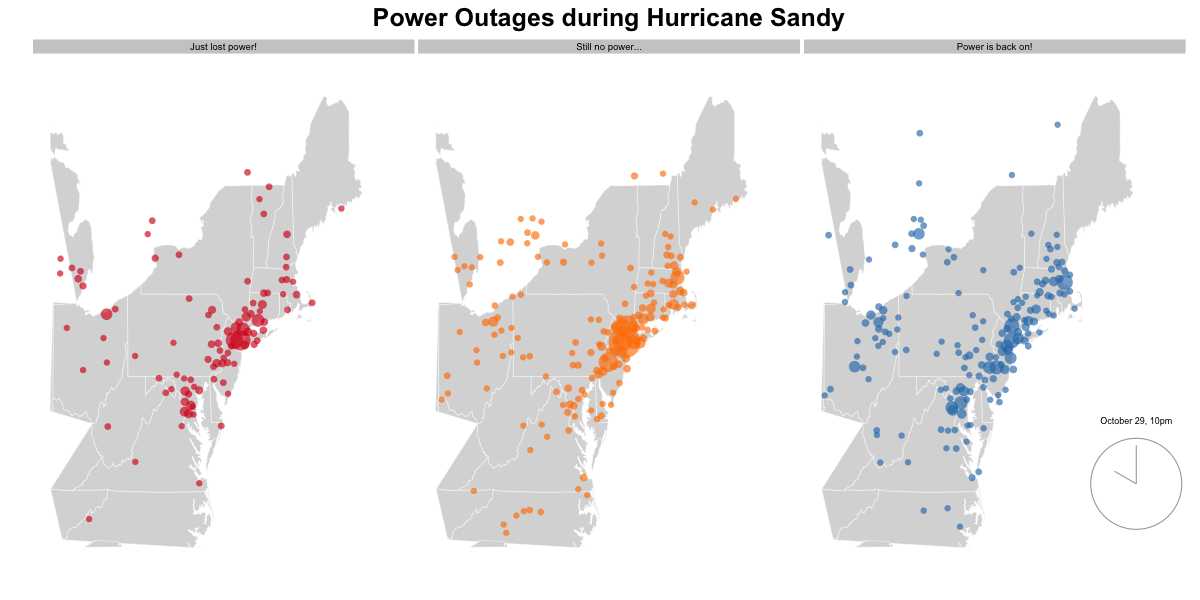 Power Outages during Hurricane Sandy
Just lost power!
Still no power...
Power is back on!
October 29, 10pm